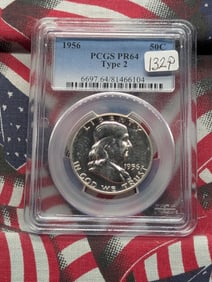 1956 50C
PCGS PR64
Type 2
6697.64/81466104
132P
LIBERTY
1956
IN GOD WE TRUST